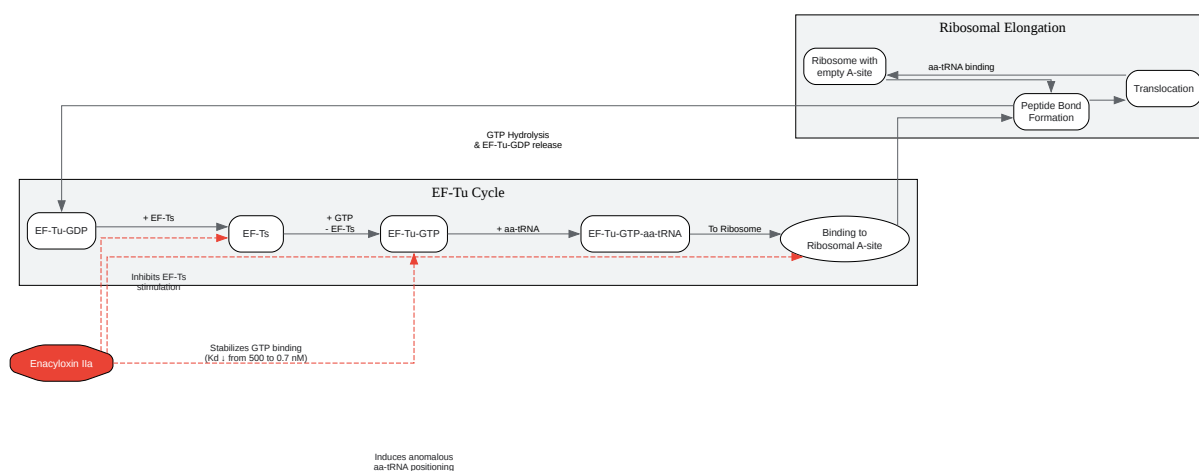 Ribosomal Elongation
Ribosome with
empty A-site
aa-tRNA binding
Translocation
Peptide Bond
Formation
GTP Hydrolysis
& EF-Tu-GDP release
EF-Tu Cycle
EF-Tu-GDP
+ EF-Ts
EF-Ts
+ GTP
- EF-Ts
EF-Tu-GTP
+ aa-tRNA
EF-Tu-GTP-aa-tRNA
To Ribosome
Binding to
Ribosomal A-site
Inhibits EF-Ts
stimulation
Enacyloxin IIa
Stabilizes GTP binding
(Kd ↓ from 500 to 0.7 nM)
Induces anomalous
aa-tRNA positioning